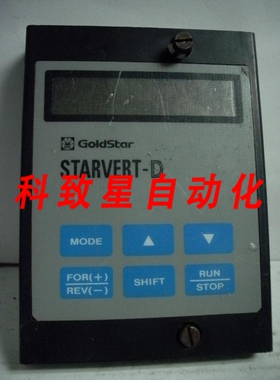 GoldStar
STARVERT-D
科致星自动化
MODE
▲
▼
FOR(+)
REV(-)
SHIFT
RUN
STOP